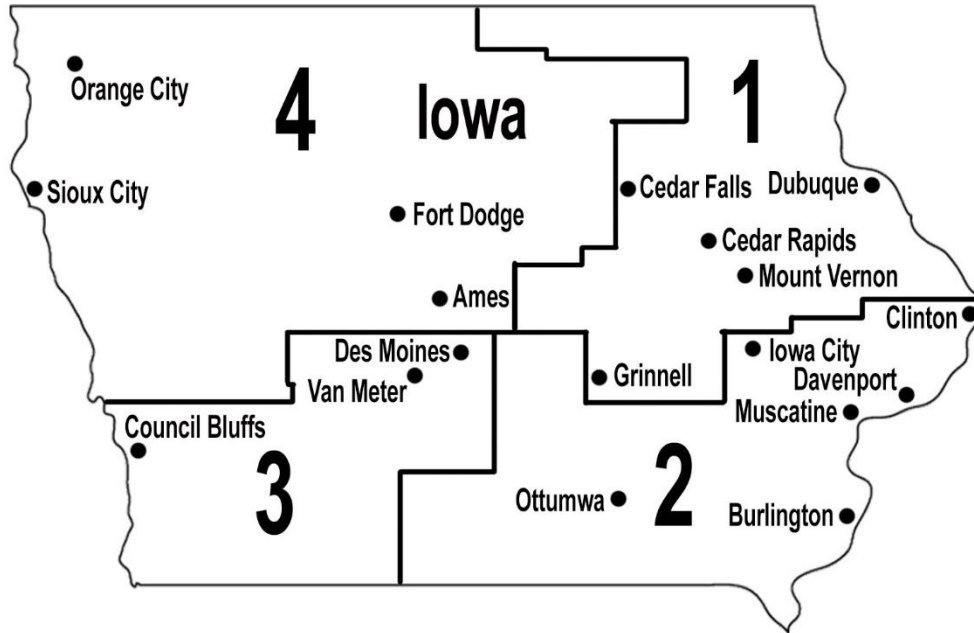 Orange City
4
Iowa
1
Sioux City
Fort Dodge
Cedar Falls
Dubuque
Cedar Rapids
Mount Vernon
Ames
Clinton
Des Moines
Iowa City
Van Meter
Grinnell
Davenport
Muscatine
Council Bluffs
3
Ottumwa
2
Burlington